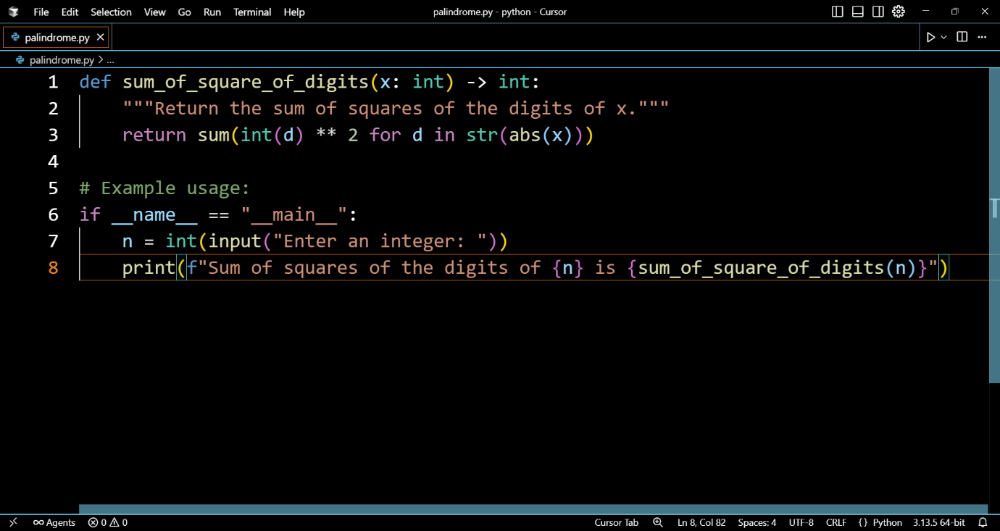 File Edit Selection View Go Run Terminal Help palindrome.py - python - Cursor
palindrome.py
palindrome.py > ...
1 def sum_of_square_of_digits(x: int) -> int:
2     """Return the sum of squares of the digits of x."""
3     return sum(int(d) ** 2 for d in str(abs(x)))
4
5 # Example usage:
6 if __name__ == "__main__":
7     n = int(input("Enter an integer: "))
8     print(f"Sum of squares of the digits of {n} is {sum_of_square_of_digits(n)}")
Agents 0 0 Cursor Tab Ln 8, Col 82 Spaces: 4 UTF-8 CRLF {} Python 3.13.5 64-bit